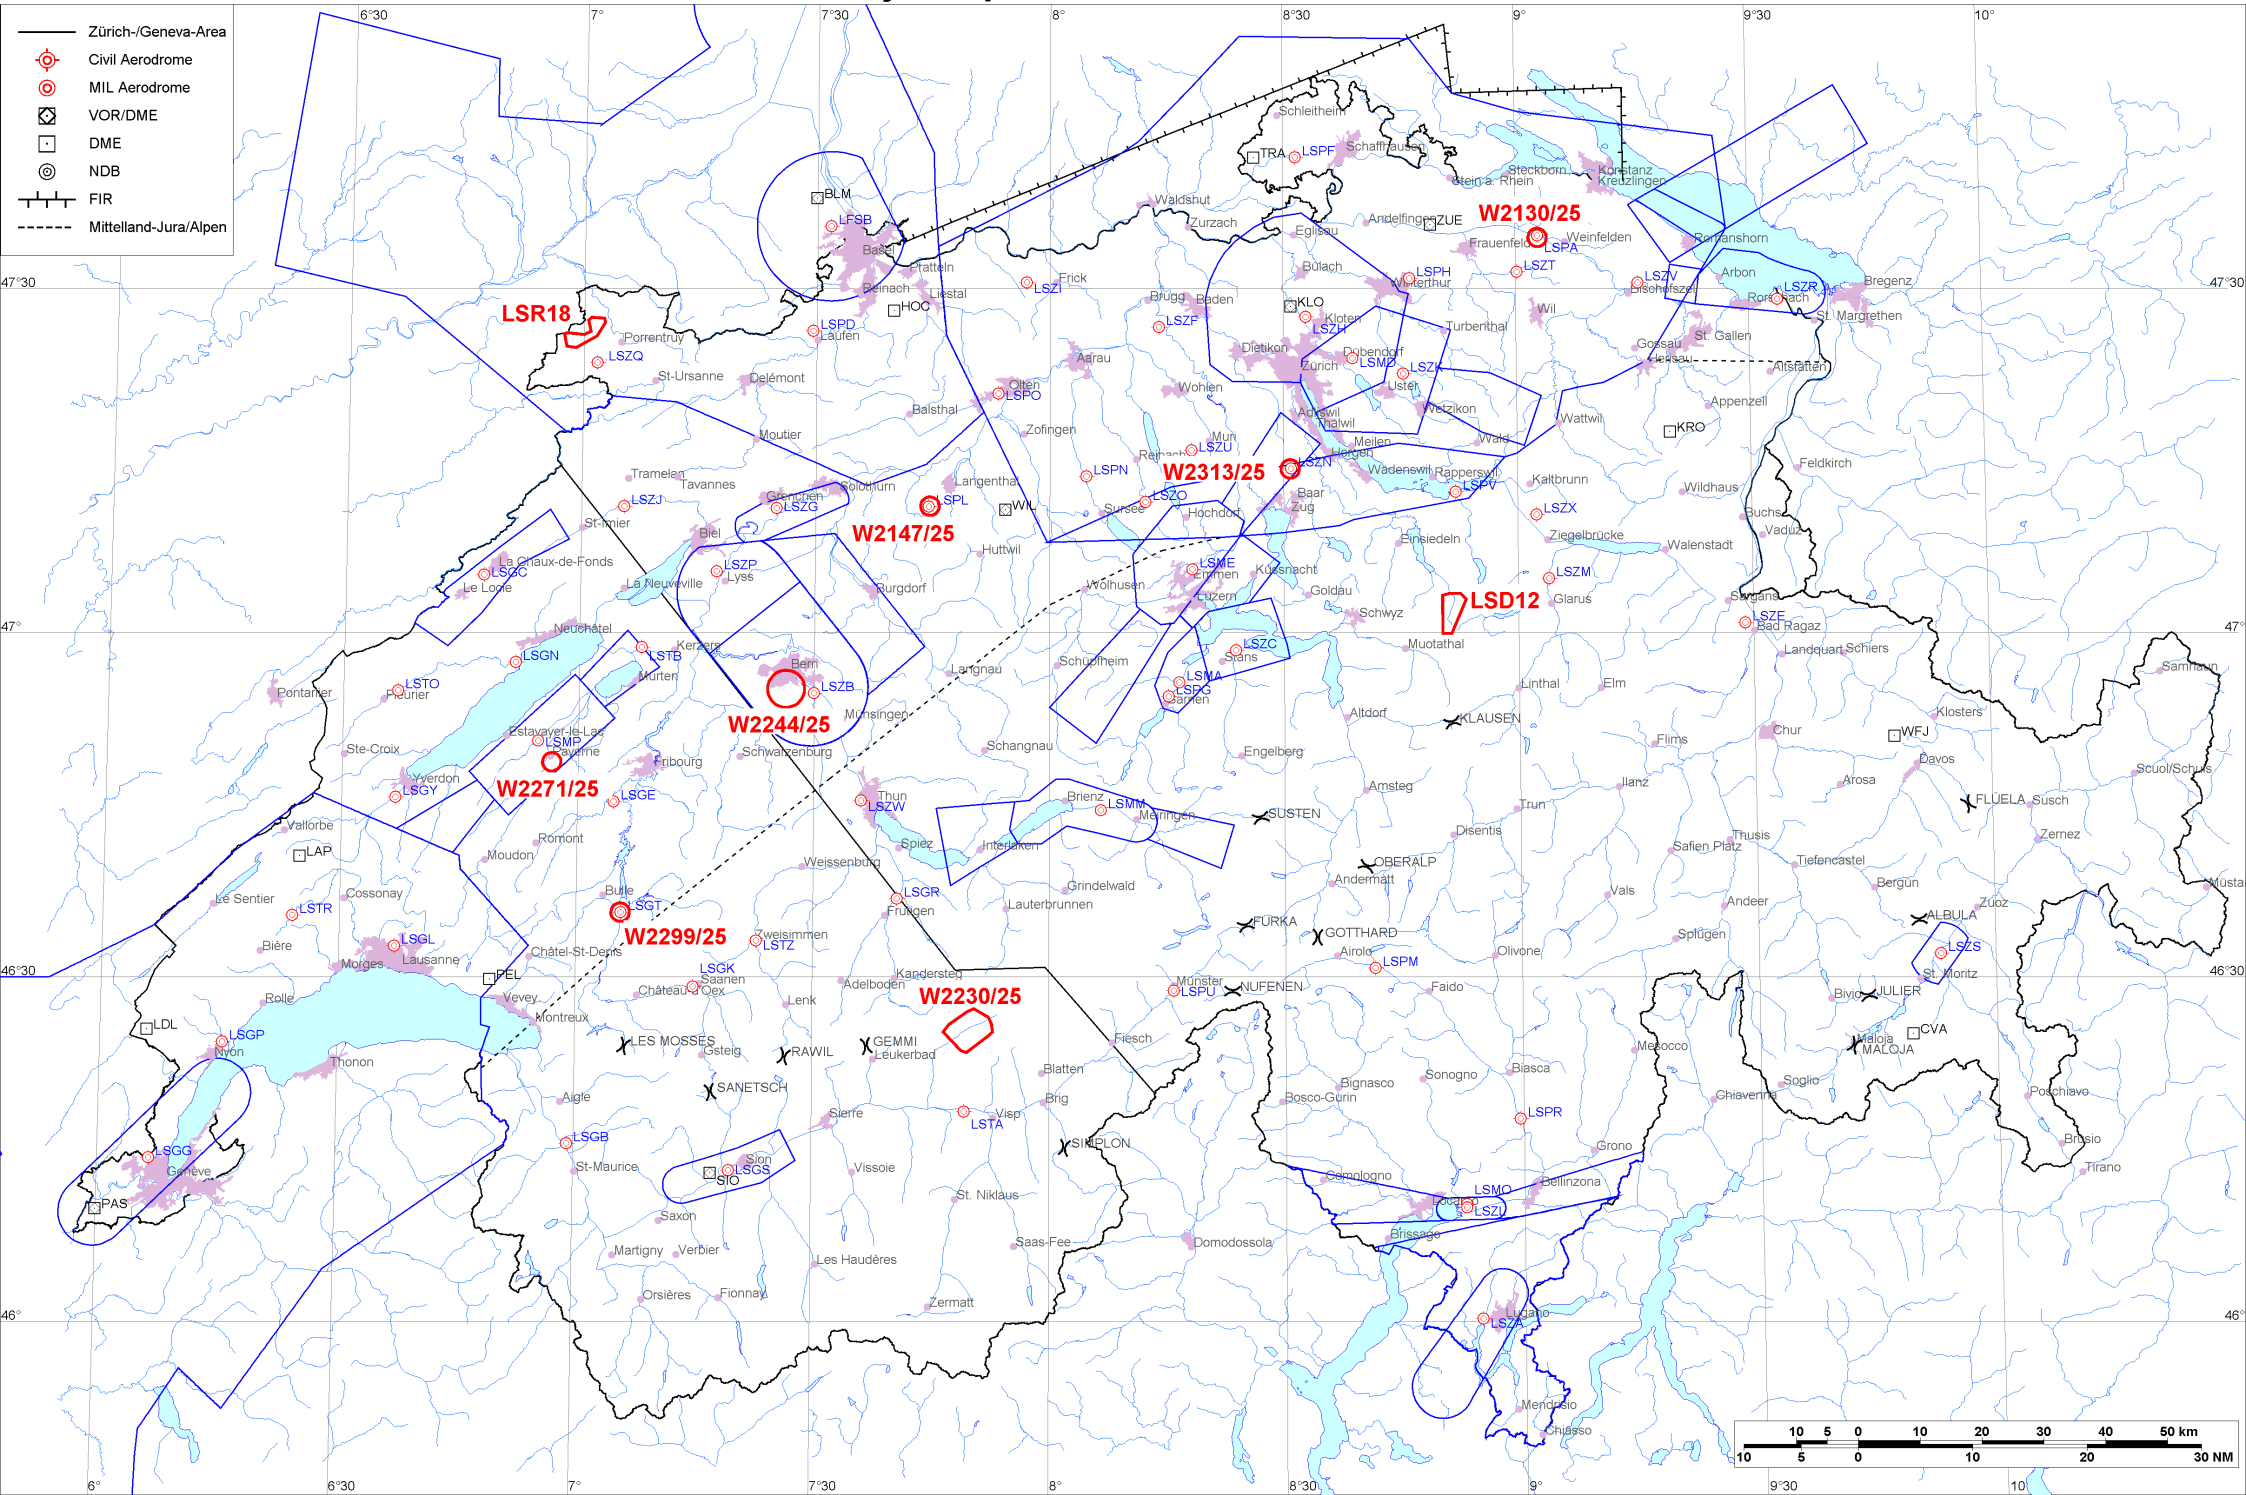 6°30
7°
7°30
8°
8°30
9°
9°30
10°
Zürich-/Geneva-Area
Civil Aerodrome
MIL Aerodrome
VOR/DME
DME
NDB
FIR
Mittelland-Jura/Alpen
Schleitheim
Schaffhausen
TRA
LSPF
Steckborn
Stein a. Rhein
Konstanz
Kreuzlingen
BLM
LFSB
Basel
Waldshut
Zurzach
Eglisau
Andelfingen
ZUE
W2130/25
LSPA
Weinfelden
Frauenfeld
Romanshorn
Pratteln
Reinach
Liestal
HOC
LSZI
Frick
Bülach
LSPH
Winterthur
LSZT
LSZV
Bischofszell
Arbon
LSZR
Rorschach
Bregenz
St. Margrethen
47°30
47°30
LSR18
Porrentruy
LSZQ
LSPD
Laufen
Brugg
Baden
LSZF
KLO
Kloten
LSZH
Turbenthal
Wil
Gossau
St. Gallen
Herisau
Altstätten
St-Ursanne
Delémont
Aarau
Olten
LSPO
Dietikon
Zürich
Dübendorf
LSMD
LSZK
Uster
Wetzikon
Wohlen
Balsthal
Zofingen
Adliswil
Thalwil
Appenzell
Wattwil
KRO
Moutier
Muri
LSZU
Reinach
Meilen
Horgen
Wald
Feldkirch
Tramelan
Tavannes
Solothurn
Grenchen
LSZG
Langenthal
LSPL
W2147/25
WIL
LSPN
LSZO
Sursee
W2313/25
LSZN
Wädenswil
Rapperswil
LSPV
Kaltbrunn
Wildhaus
Baar
Zug
Hochdorf
LSZJ
St-Imier
Biel
LSZX
Buchs
Vaduz
Huttwil
Einsiedeln
Ziegelbrücke
Walenstadt
La Chaux-de-Fonds
LSGC
Le Locle
La Neuveville
LSZP
Lyss
Burgdorf
Wolhusen
LSME
Emmen
Luzern
Küssnacht
Goldau
LSD12
LSZM
Glarus
Sargans
LSZE
Bad Ragaz
47°
47°
Neuchâtel
Schwyz
Muotathal
LSGN
LSTB
Kerzers
Murten
Bern
LSZB
Langnau
Schüpfheim
LSZC
Stans
Landquart
Schiers
Samnaun
Pontarlier
LSTO
Fleurier
LSMA
LSPG
Sarnen
Linthal
Elm
W2244/25
Münsingen
Altdorf
KLAUSEN
Klosters
Estavayer-le-Lac
LSMP
Payerne
W2271/25
Ste-Croix
Schwarzenburg
Schangnau
Engelberg
Flims
Chur
WFJ
Davos
Scuol/Schuls
Yverdon
LSGY
Fribourg
LSGE
Thun
LSZW
Brienz
LSMM
Meiringen
SUSTEN
Amsteg
Ilanz
Trun
Arosa
FLUELA
Susch
Vallorbe
LAP
Romont
Moudon
Spiez
Interlaken
Disentis
Safien Platz
Thusis
Zernez
Weissenburg
OBERALP
Andermatt
Tiefencastel
Bergün
Le Sentier
Cossonay
Bulle
LSGT
W2299/25
LSGR
Frutigen
Grindelwald
Lauterbrunnen
FURKA
GOTTHARD
Vals
Andeer
ALBULA
Zuoz
LSTR
Bière
LSGL
Lausanne
Morges
Châtel-St-Denis
Zweisimmen
LSTZ
Airolo
LSPM
Olivone
Splügen
LSZS
St. Moritz
46°30
46°30
PEL
Rolle
Vevey
Montreux
LSGK
Saanen
Château-d'Oex
Lenk
Adelboden
Kandersteg
W2230/25
Münster
LSPU
NUFENEN
Faido
Bivio
JULIER
LDL
LSGP
Nyon
Thonon
LES MOSSES
Gsteig
RAWIL
GEMMI
Leukerbad
Fiesch
Mesocco
CVA
Maloja
MALOJA
SANETSCH
Blatten
Bignasco
Sonogno
Biasca
Soglio
Poschiavo
Aigle
Brig
Bosco-Gurin
Chiavenna
Sierre
LSTA
Visp
LSPR
LSGB
SIMPLON
Grono
Brusio
Tirano
LSGG
Genève
St-Maurice
Sion
LSGS
SIO
Vissoie
Comologno
Bellinzona
PAS
St. Niklaus
LSMO
Locarno
LSZL
Saxon
Brissago
Martigny
Verbier
Les Haudères
Saas-Fee
Domodossola
Orsières
Fionnay
Zermatt
Lugano
LSZA
46°
46°
Mendrisio
Chiasso
10 5 0 10 20 30 40 50 km
10 5 0 10 20 30 NM
6°
6°30
7°
7°30
8°
8°30
9°
9°30
10°